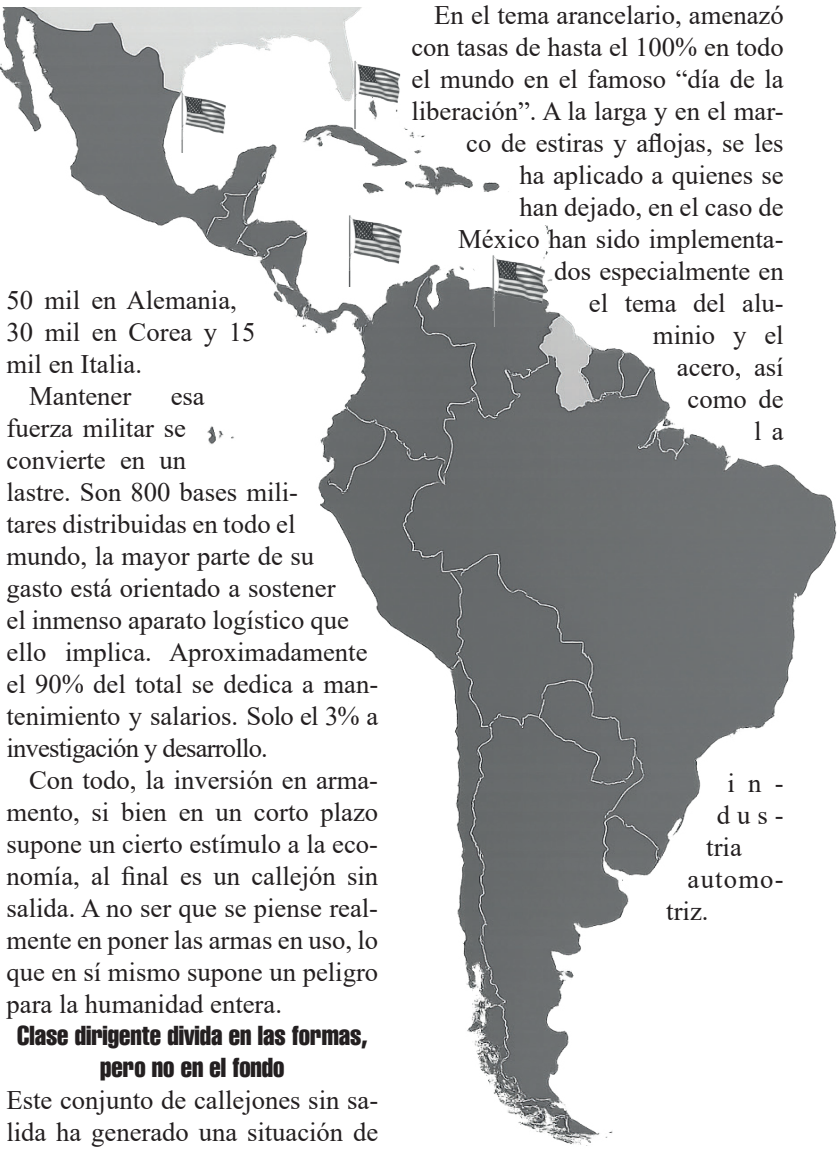 50 mil en Alemania,
30 mil en Corea y 15
mil en Italia.
Mantener esa
fuerza militar se
convierte en un
lastre. Son 800 bases mili-
tares distribuidas en todo el
mundo, la mayor parte de su
gasto está orientado a sostener
el inmenso aparato logístico que
ello implica. Aproximadamente
el 90% del total se dedica a man-
tenimiento y salarios. Solo el 3% a
investigación y desarrollo.
Con todo, la inversión en arma-
mento, si bien en un corto plazo
supone un cierto estímulo a la eco-
nomía, al final es un callejón sin
salida. A no ser que se piense real-
mente en poner las armas en uso, lo
que en sí mismo supone un peligro
para la humanidad entera.
Clase dirigente divida en las formas,
pero no en el fondo
Este conjunto de callejones sin sa-
lida ha generado una situación de
En el tema arancelario, amenazó
con tasas de hasta el 100% en todo
el mundo en el famoso “día de la
liberación”. A la larga y en el mar-
co de estiras y aflojas, se les
ha aplicado a quienes se
han dejado, en el caso de
México han sido implementa-
dos especialmente en
el tema del alu-
minio y el
acero, así
como de
la
in-
dus-
tria
automo-
triz.